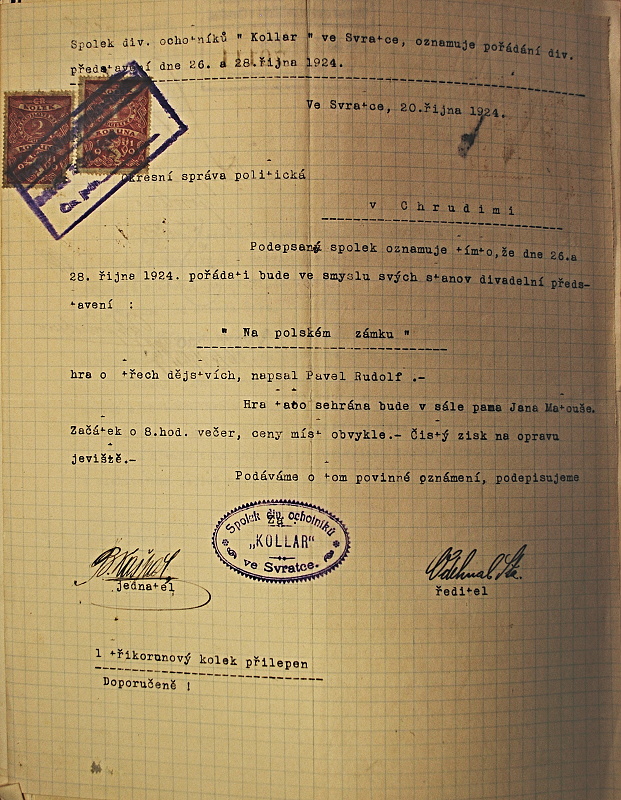 Spolek div. ochotníků " Kollar " ve Svratce, oznamuje pořádání div.
představení dne 26. a 28.října 1924.
Ve Svratce, 20.října 1924.
Okresní správa politická
v Chrudimi
Podepsaný spolek oznamuje tímto,že dne 26.a
28. října 1924. pořádati bude ve smyslu svých stanov divadelní předs-
tavení :
" Na polském zámku "
hra o třech dějstvích, napsal Pavel Rudolf .-
Hra tato sehrána bude v sále pama Jana Matouše.
Začátek o 8.hod. večer, ceny míst obvykle.- Čistý zisk na opravu
jeviště.-
Podáváme o tom povinné oznámení, podepisujeme
Za :
Spolek div. ochotníků
„KOLLAR"
ve Svratce.
jednatel
ředitel
1 tříkorunový kolek přilepen
Doporučeně !